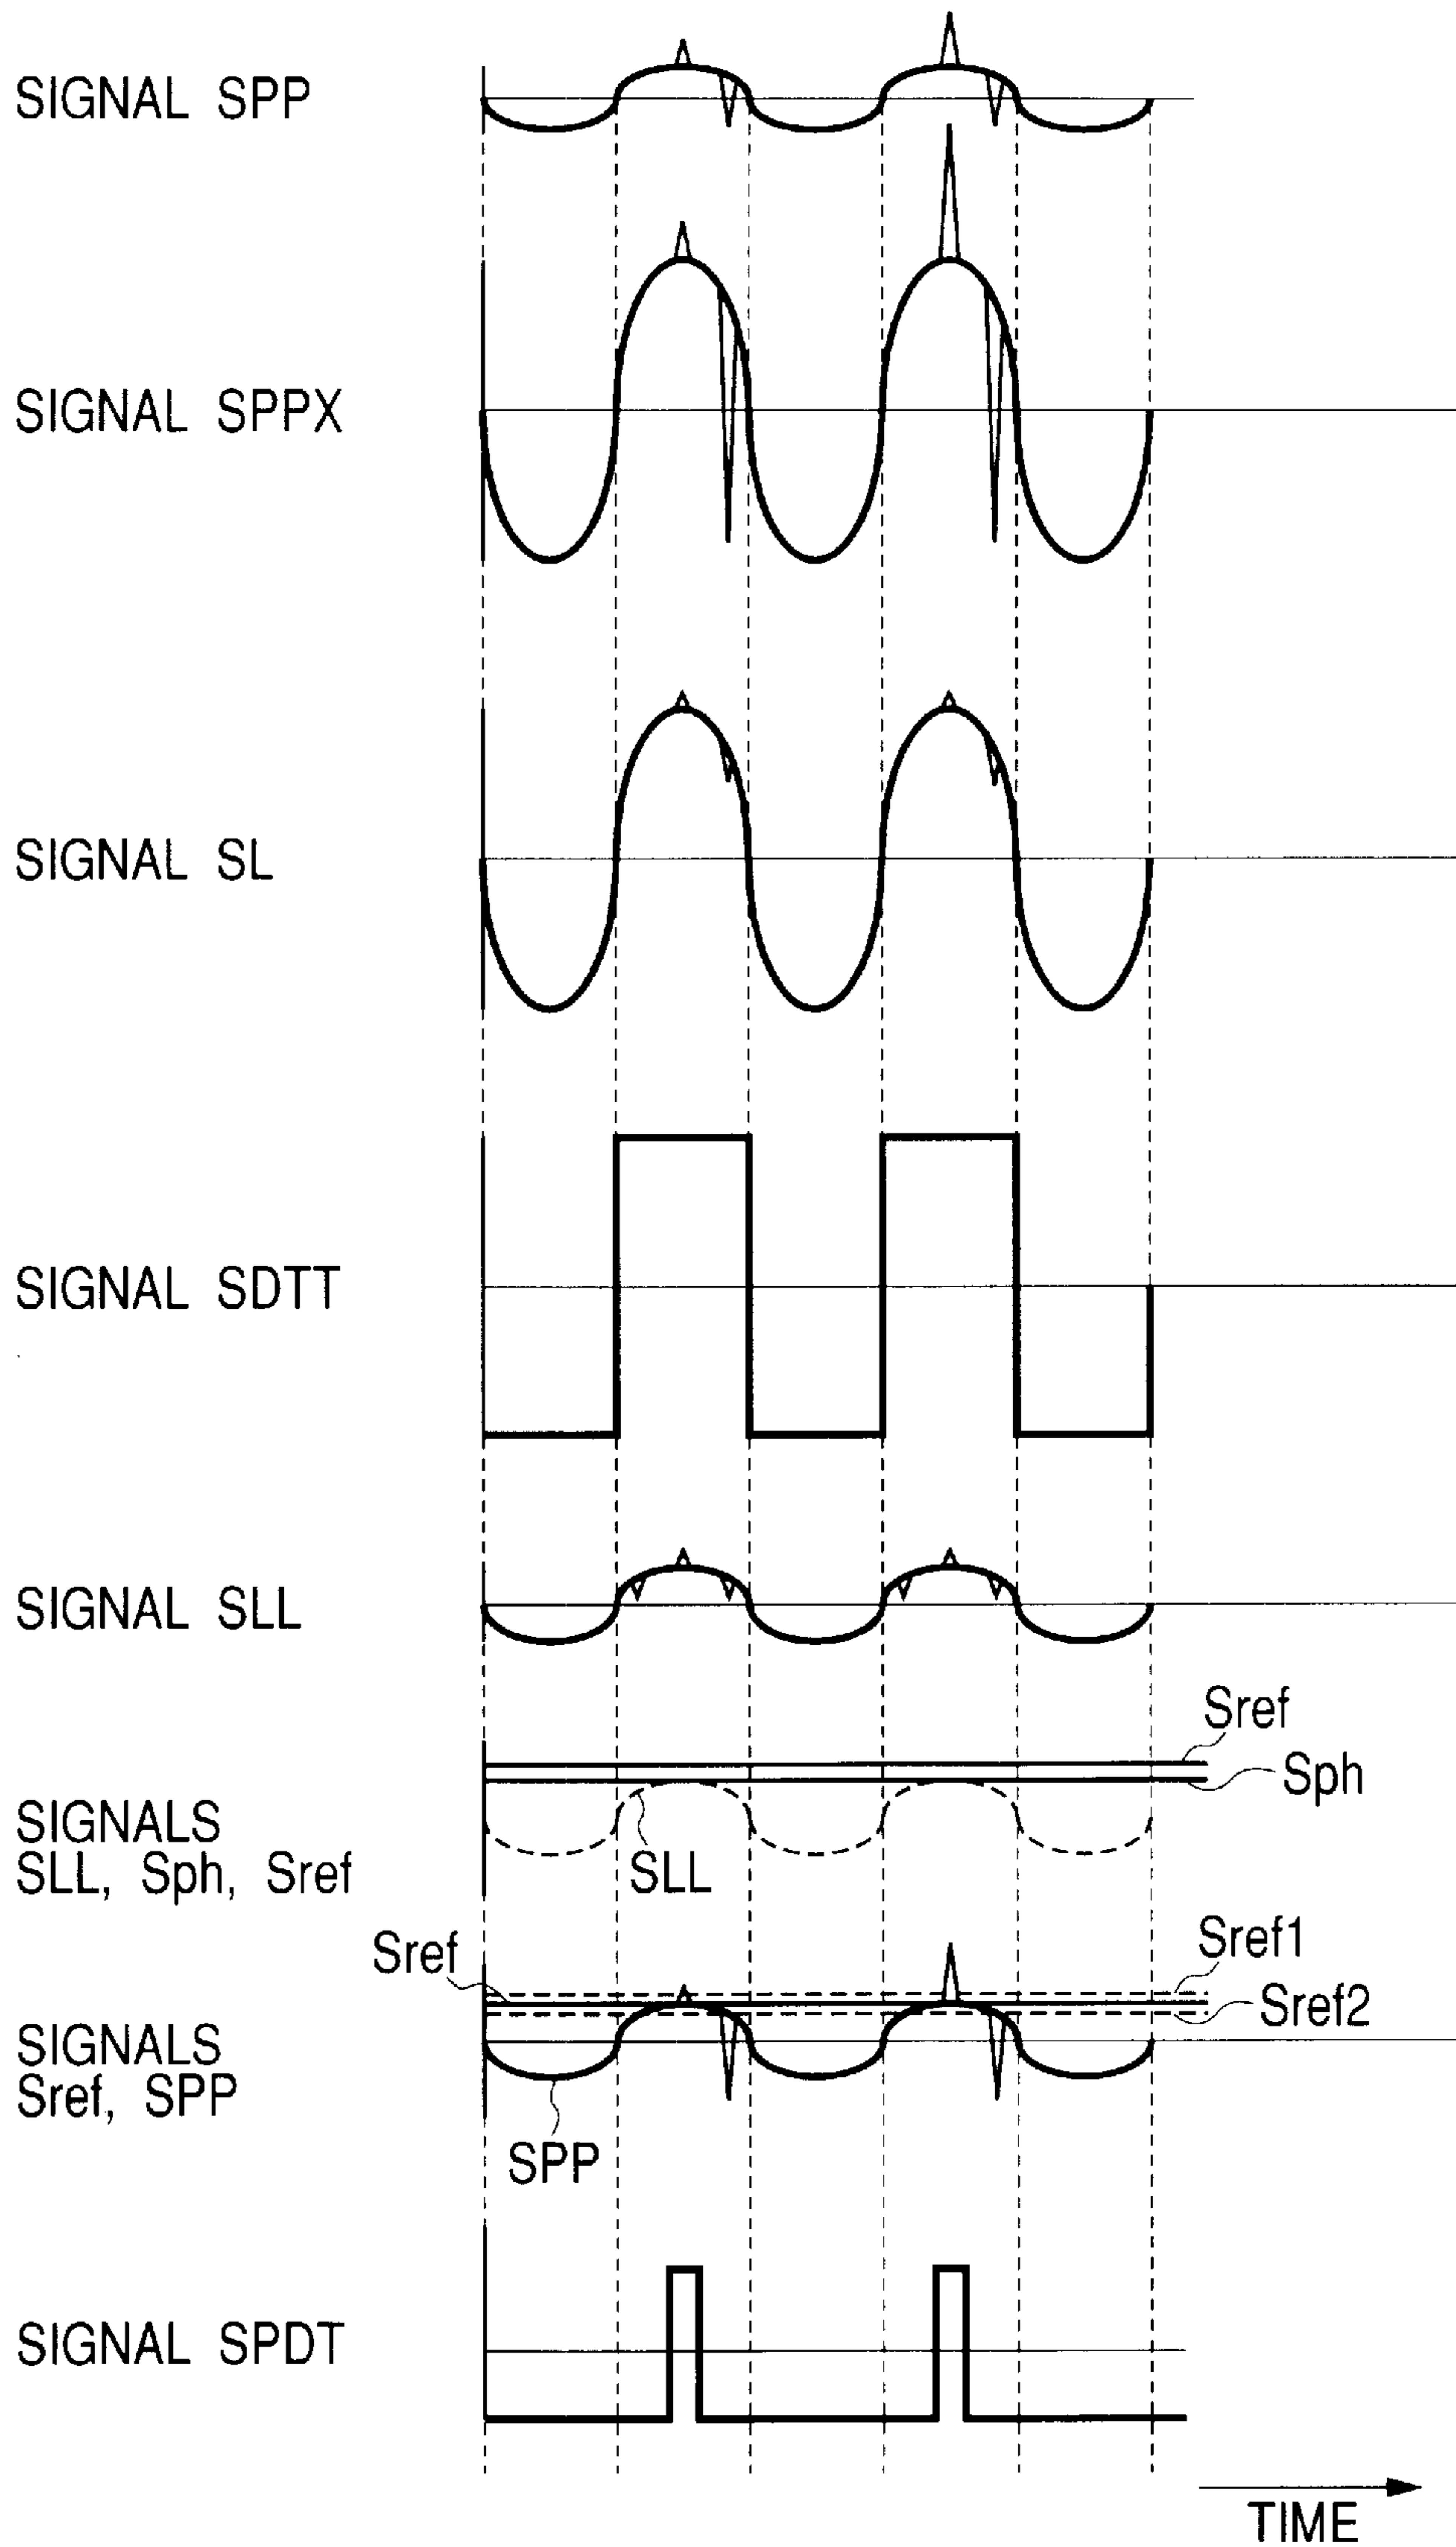 SIGNAL SPP
SIGNAL SPPX
SIGNAL SL
SIGNAL SDTT
SIGNAL SLL
Sref
Sph
SIGNALS
SLL, Sph, Sref
SLL
Sref
Sref1
Sref2
SIGNALS
Sref, SPP
SPP
SIGNAL SPDT
TIME